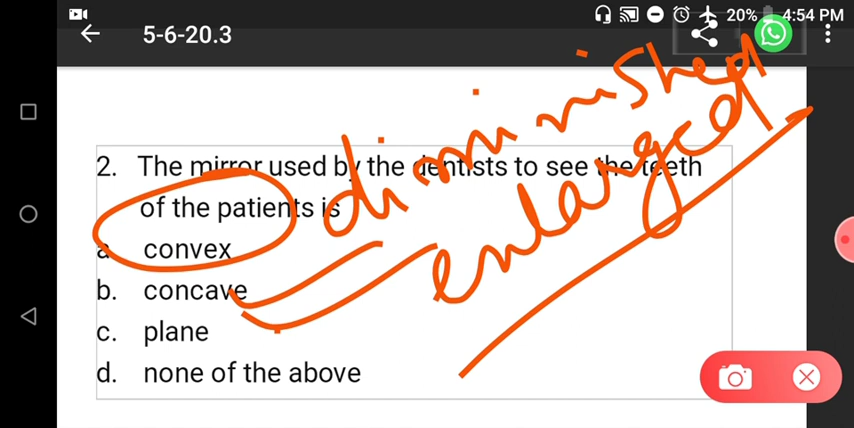 20% 4:54 PM
5-6-20.3
2. The mirror used by the dentists to see the teeth
of the patients is
a. convex
b. concave
c. plane
d. none of the above
diminished
enlarged